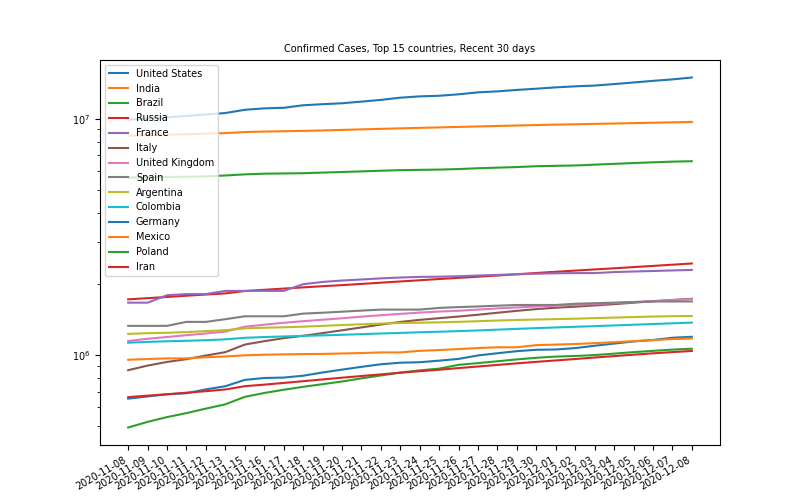 Confirmed Cases, Top 15 countries, Recent 30 days
10^7
10^6
United States
India
Brazil
Russia
France
Italy
United Kingdom
Spain
Argentina
Colombia
Germany
Mexico
Poland
Iran
2020-11-08
2020-11-09
2020-11-10
2020-11-11
2020-11-12
2020-11-13
2020-11-15
2020-11-16
2020-11-17
2020-11-18
2020-11-19
2020-11-20
2020-11-21
2020-11-22
2020-11-23
2020-11-24
2020-11-25
2020-11-26
2020-11-27
2020-11-28
2020-11-29
2020-11-30
2020-12-01
2020-12-02
2020-12-03
2020-12-04
2020-12-05
2020-12-06
2020-12-07
2020-12-08